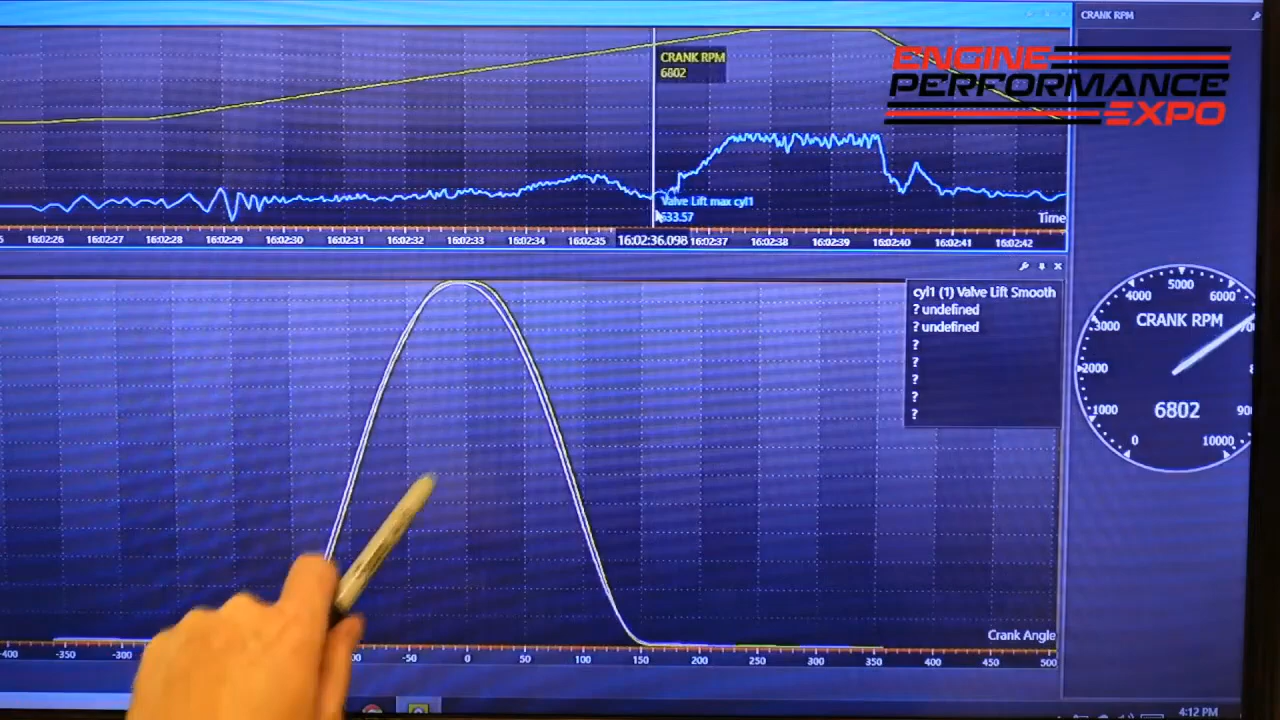 CRANK RPM
ENGINE
PERFORMANCE
EXPO
CRANK RPM
6802
Valve Lift max cyl1
533.57
Time
16:02:26 16:02:27 16:02:28 16:02:29 16:02:30 16:02:31 16:02:32 16:02:33 16:02:34 16:02:35 16:02:36.098 16:02:37 16:02:38 16:02:39 16:02:40 16:02:41 16:02:42
cyl1 (1) Valve Lift Smooth
? undefined
? undefined
?
?
?
?
?
0 1000 2000 3000 4000 5000 6000 10000
CRANK RPM
6802
Crank Angle
-400 -350 -300 -50 0 50 100 150 200 250 300 350 400 450 500
4:12 PM